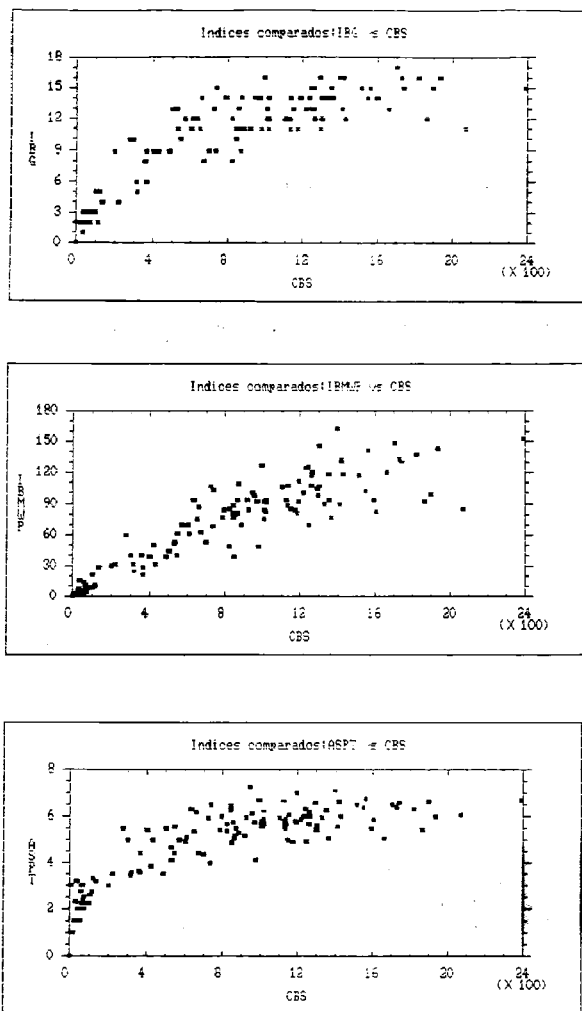 Indices comparados:IBG vs CBS
18
15
12
9
6
3
0
IBG
0 4 8 12 16 20 24
(X 100)
CBS
Indices comparados:IBMWP vs CBS
180
150
120
90
60
30
0
IBMWP
0 4 8 12 16 20 24
(X 100)
CBS
Indices comparados:ASPT vs CBS
8
6
4
2
0
ASPT
0 4 8 12 16 20 24
(X 100)
CBS